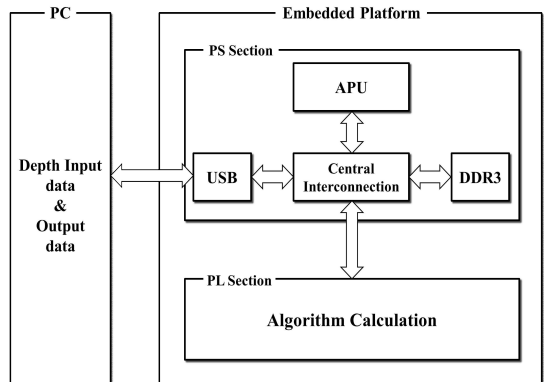 PC
Embedded Platform
PS Section
APU
Depth Input
data
&
Output
data
USB
Central
Interconnection
DDR3
PL Section
Algorithm Calculation